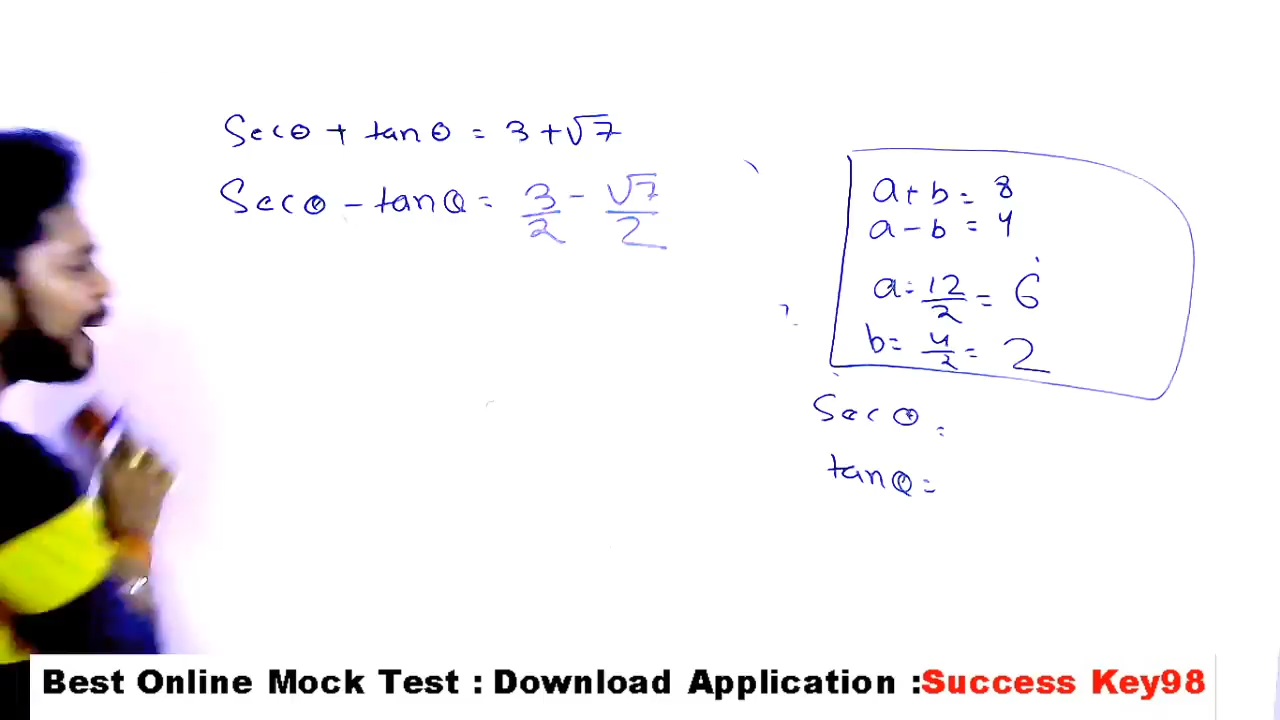 Secθ + tanθ = 3 + √7
Secθ - tanθ = 3/2 - √7/2
a + b = 8
a - b = 4
a = 12/2 = 6
b = 4/2 = 2
Secθ =
tanθ =
Best Online Mock Test : Download Application :Success Key98